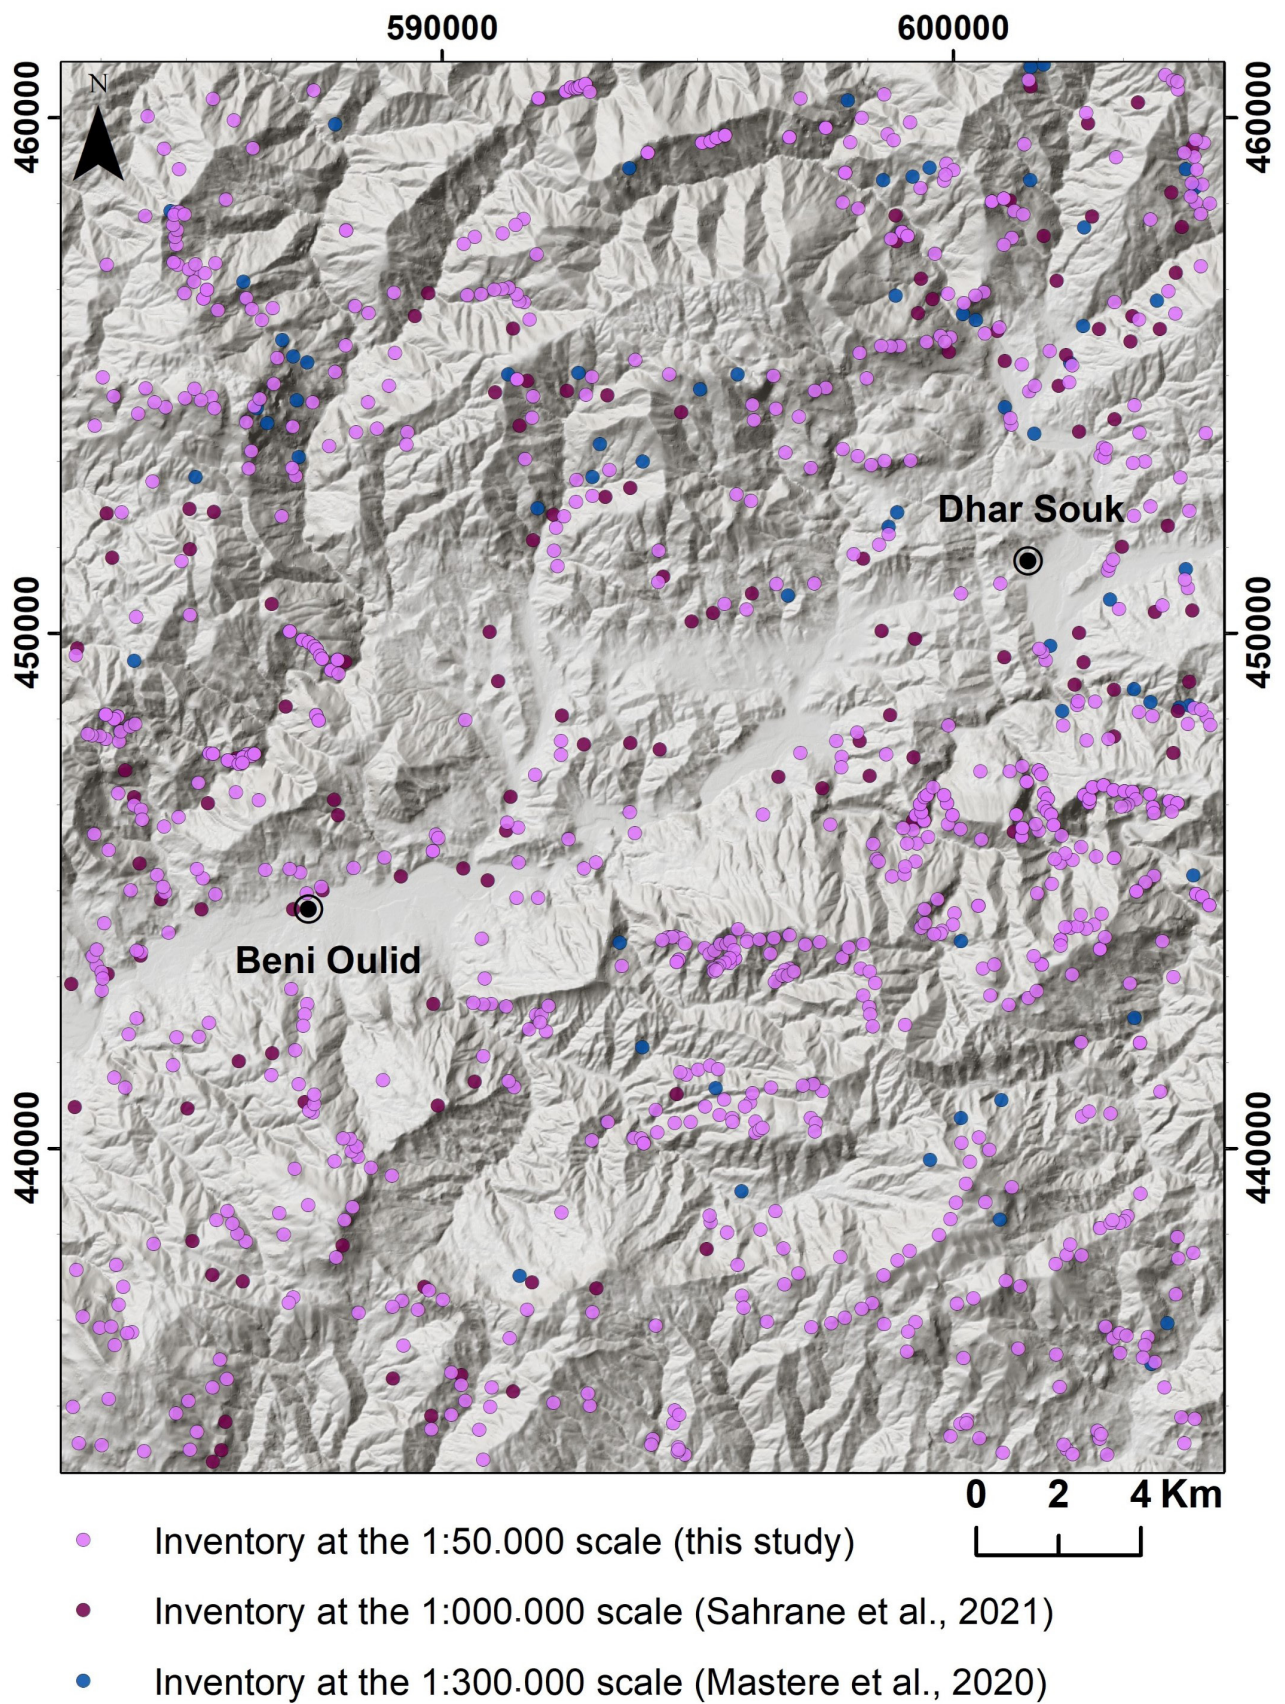 590000 600000
460000 460000
N
Dhar Souk
450000 450000
Beni Oulid
440000 440000
0 2 4 Km
Inventory at the 1:50.000 scale (this study)
Inventory at the 1:000.000 scale (Sahrane et al., 2021)
Inventory at the 1:300.000 scale (Mastere et al., 2020)